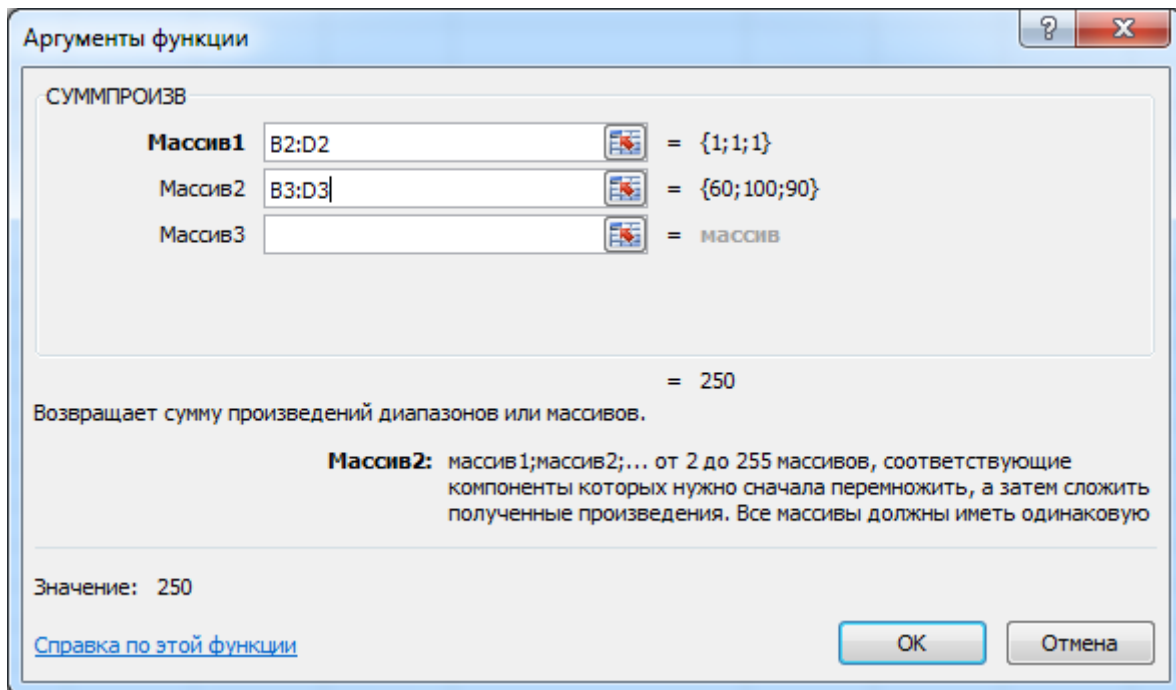 Аргументы функции
СУММПРОИЗВ
Массив1 B2:D2 = {1;1;1}
Массив2 B3:D3 = {60;100;90}
Массив3 = массив
= 250
Возвращает сумму произведений диапазонов или массивов.
Массив2: массив1;массив2;... от 2 до 255 массивов, соответствующие
компоненты которых нужно сначала перемножить, а затем сложить
полученные произведения. Все массивы должны иметь одинаковую
Значение: 250
Справка по этой функции ОК Отмена